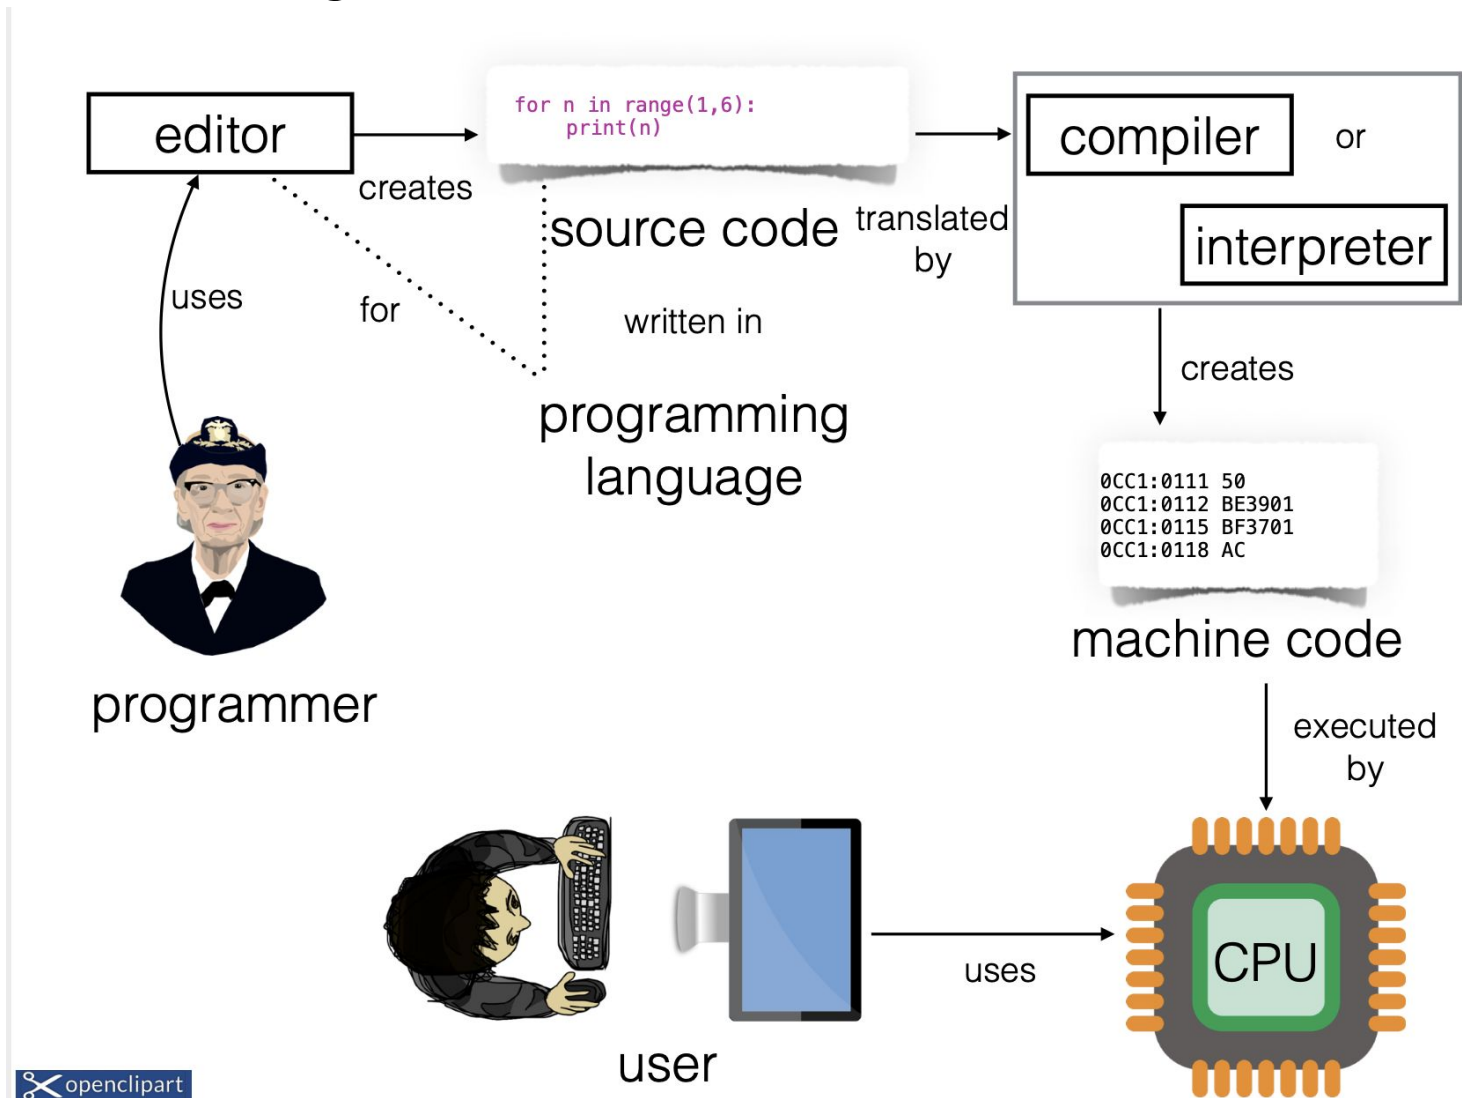 editor
creates
for n in range(1,6):
    print(n)
source code
translated
by
compiler
or
interpreter
uses
for
written in
programming
language
creates
0CC1:0111 50
0CC1:0112 BE3901
0CC1:0115 BF3701
0CC1:0118 AC
machine code
programmer
executed
by
uses
CPU
user
openclipart